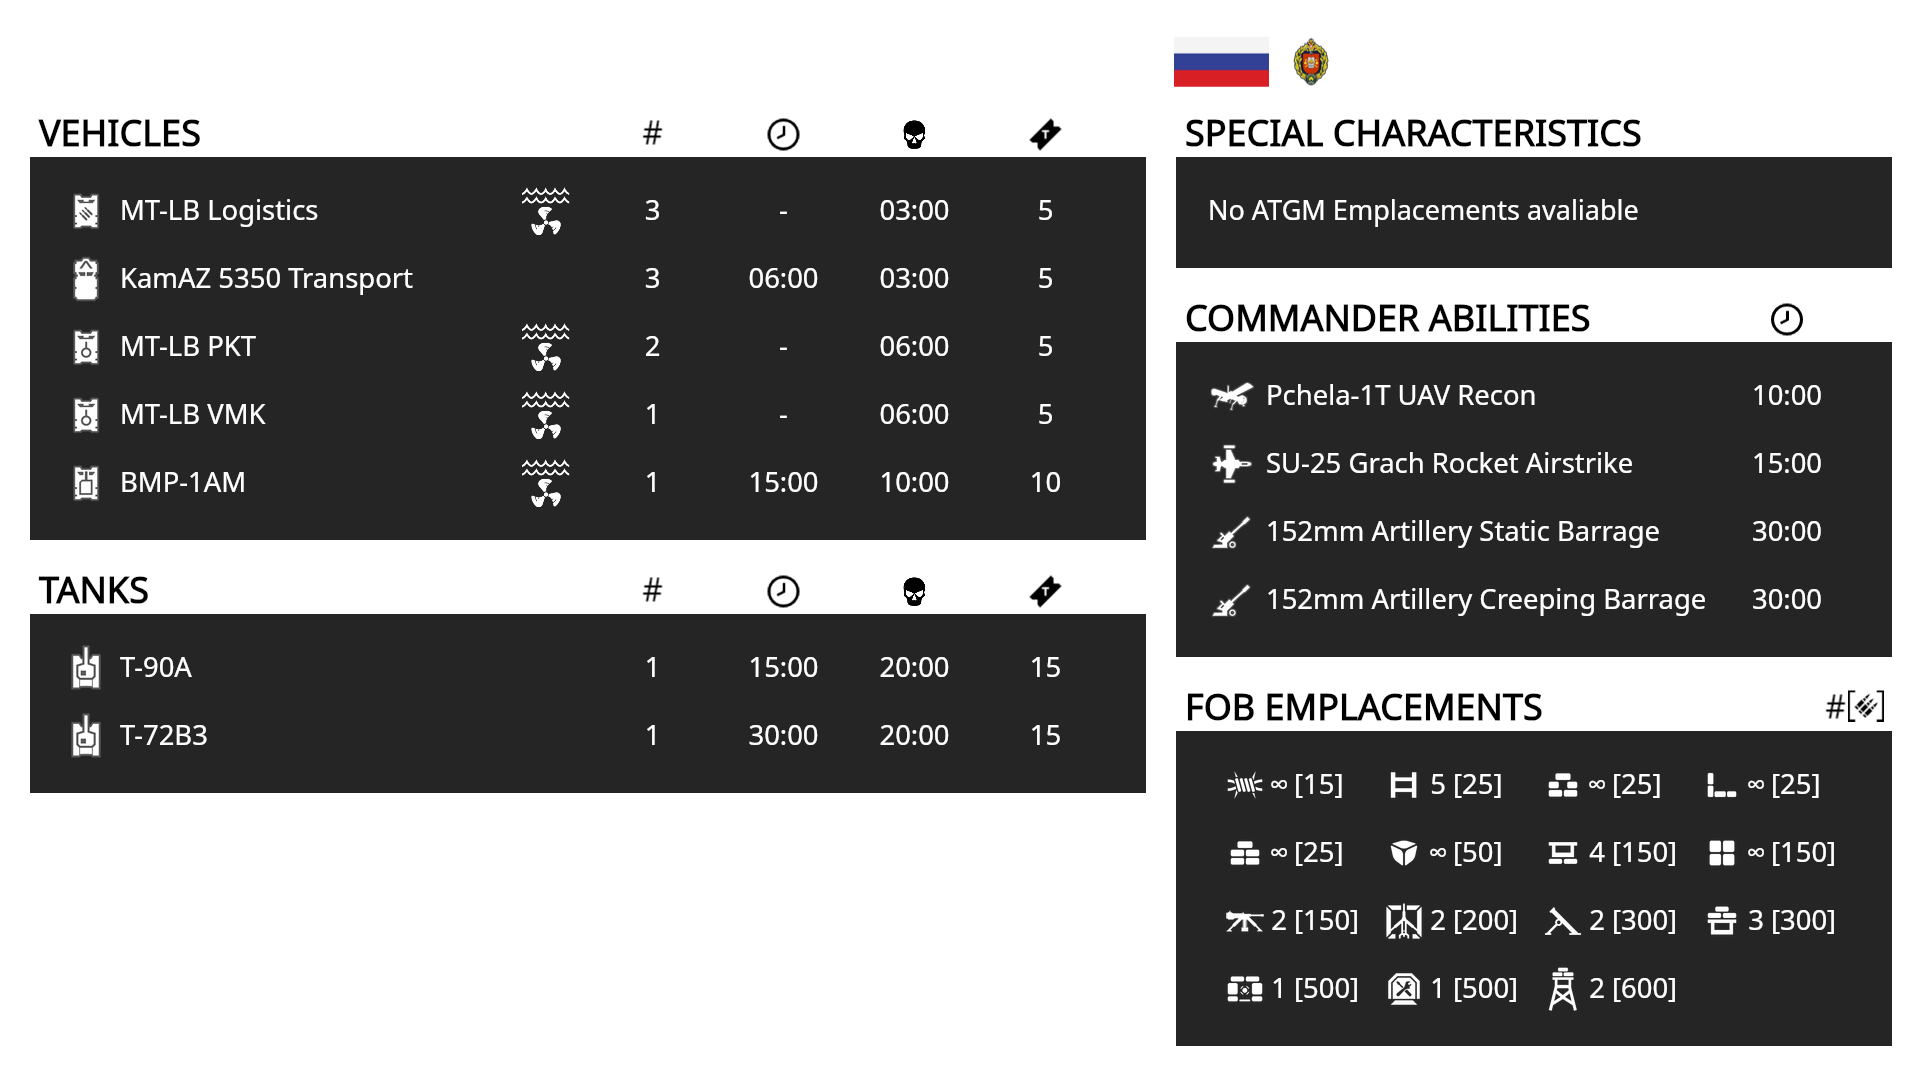 VEHICLES #
MT-LB Logistics 3 - 03:00 5
KamAZ 5350 Transport 3 06:00 03:00 5
MT-LB PKT 2 - 06:00 5
MT-LB VMK 1 - 06:00 5
BMP-1AM 1 15:00 10:00 10
TANKS #
T-90A 1 15:00 20:00 15
T-72B3 1 30:00 20:00 15
SPECIAL CHARACTERISTICS
No ATGM Emplacements avaliable
COMMANDER ABILITIES
Pchela-1T UAV Recon 10:00
SU-25 Grach Rocket Airstrike 15:00
152mm Artillery Static Barrage 30:00
152mm Artillery Creeping Barrage 30:00
FOB EMPLACEMENTS #[ ]
∞ [15] 5 [25] ∞ [25] ∞ [25]
∞ [25] ∞ [50] 4 [150] ∞ [150]
2 [150] 2 [200] 2 [300] 3 [300]
1 [500] 1 [500] 2 [600]